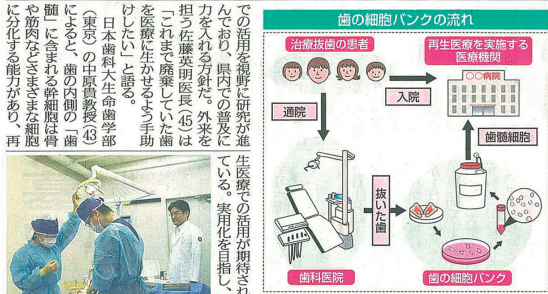 での活用を視野に研究が進
んでおり、県内での普及に
力を入れる方針だ。外来を
担う佐藤英明医長(45)は
「これまで廃棄していた歯
を医療に生かせるよう手助
けしたい」と語る。
日本歯科大生命歯学部
(東京)の中原貴教授(43)
によると、歯の内側の「歯
髄」に含まれる幹細胞は骨
や筋肉などさまざまな細胞
に分化する能力があり、再
生医療での活用が期待され
ている。実用化を目指し、
歯の細胞バンクの流れ
治療抜歯の患者
再生医療を実施する
医療機関
〇〇病院
入院
通院
歯髄細胞
抜いた歯
歯科医院
歯の細胞バンク